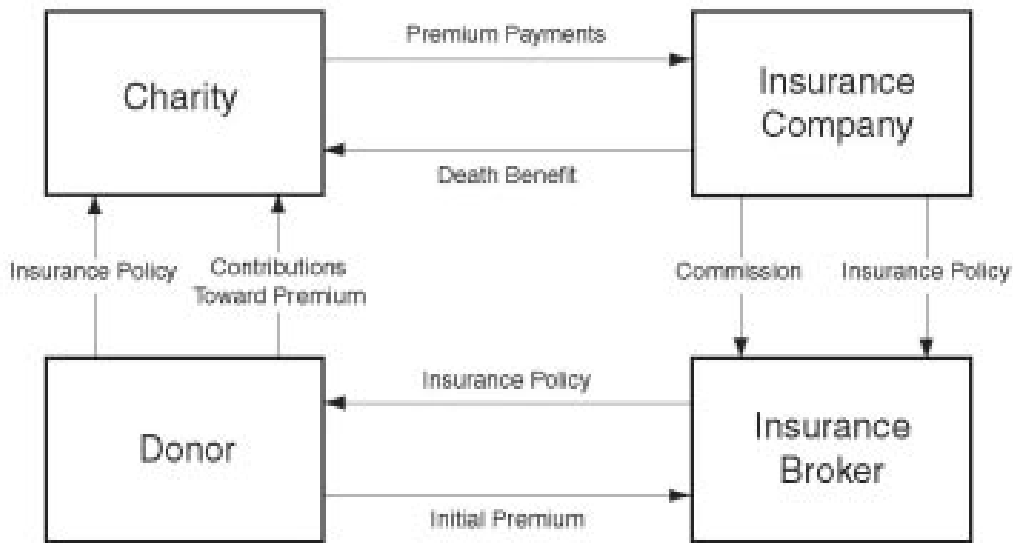 Premium Payments
Charity
Insurance
Company
Death Benefit
Insurance Policy
Contributions
Toward Premium
Commission
Insurance Policy
Insurance Policy
Donor
Insurance
Broker
Initial Premium